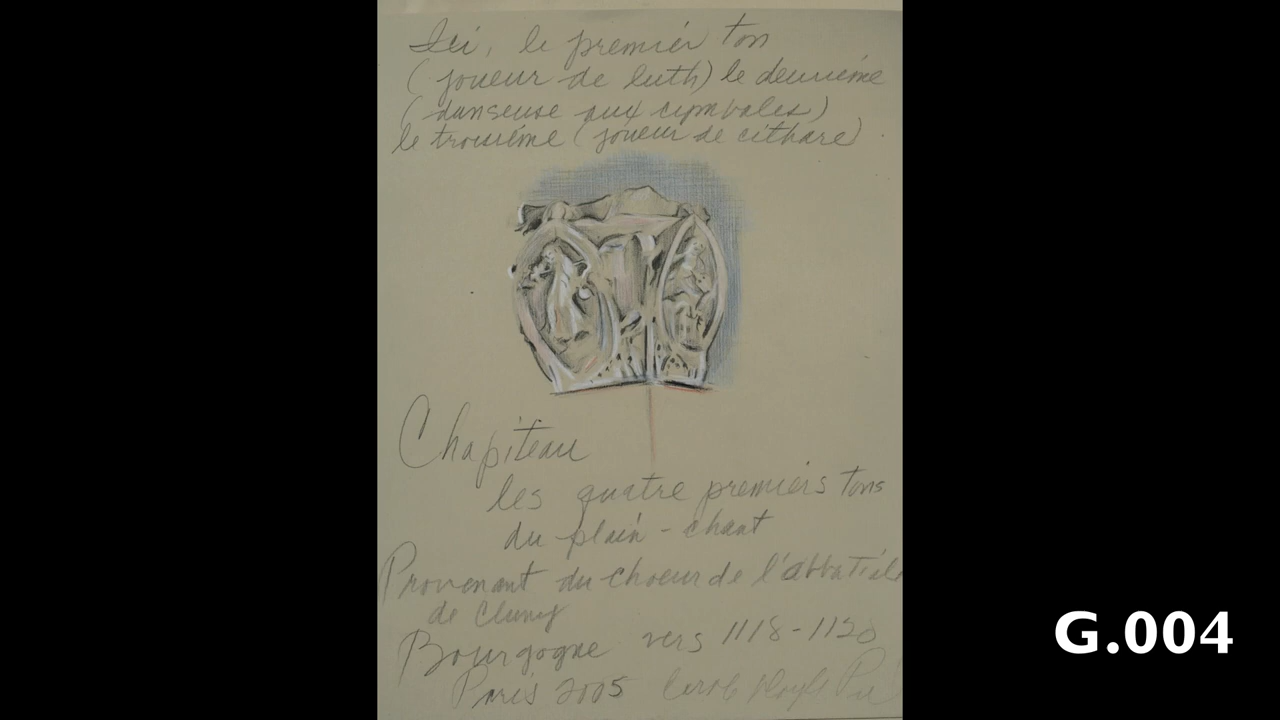 Ici, le premier ton
(joueur de luth) le deuxième
(danseuse aux cymbales)
le troisième (joueur de cithare)
Chapiteau
les quatre premiers tons
du plain-chant
Provenant du choeur de l'abbatiale
de Cluny
Bourgogne vers 1118-1120
Paris 2005
G.004